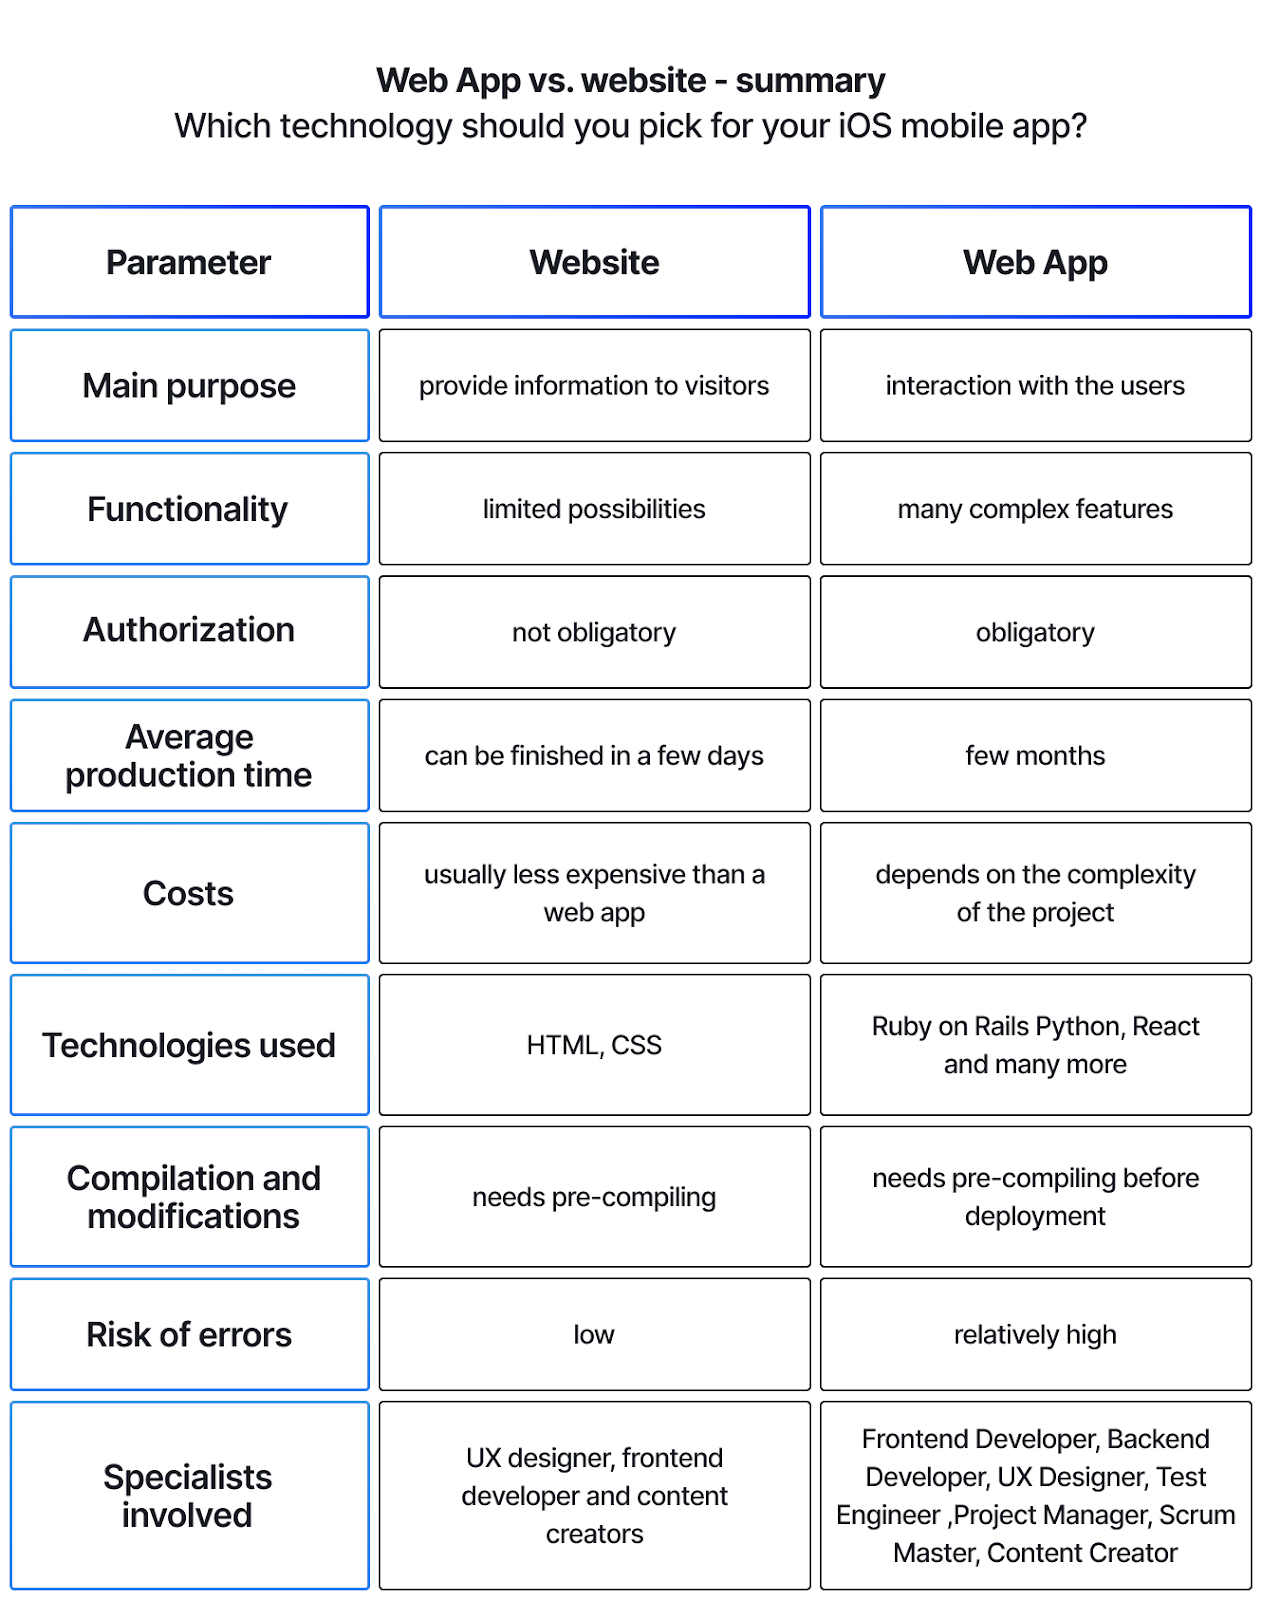 Web App vs. website - summary
Which technology should you pick for your iOS mobile app?
Parameter
Website
Web App
Main purpose
provide information to visitors
interaction with the users
Functionality
limited possibilities
many complex features
Authorization
not obligatory
obligatory
Average
production time
can be finished in a few days
few months
Costs
usually less expensive than a
web app
depends on the complexity
of the project
Technologies used
HTML, CSS
Ruby on Rails Python, React
and many more
Compilation and
modifications
needs pre-compiling
needs pre-compiling before
deployment
Risk of errors
low
relatively high
Specialists
involved
UX designer, frontend
developer and content
creators
Frontend Developer, Backend
Developer, UX Designer, Test
Engineer ,Project Manager, Scrum
Master, Content Creator